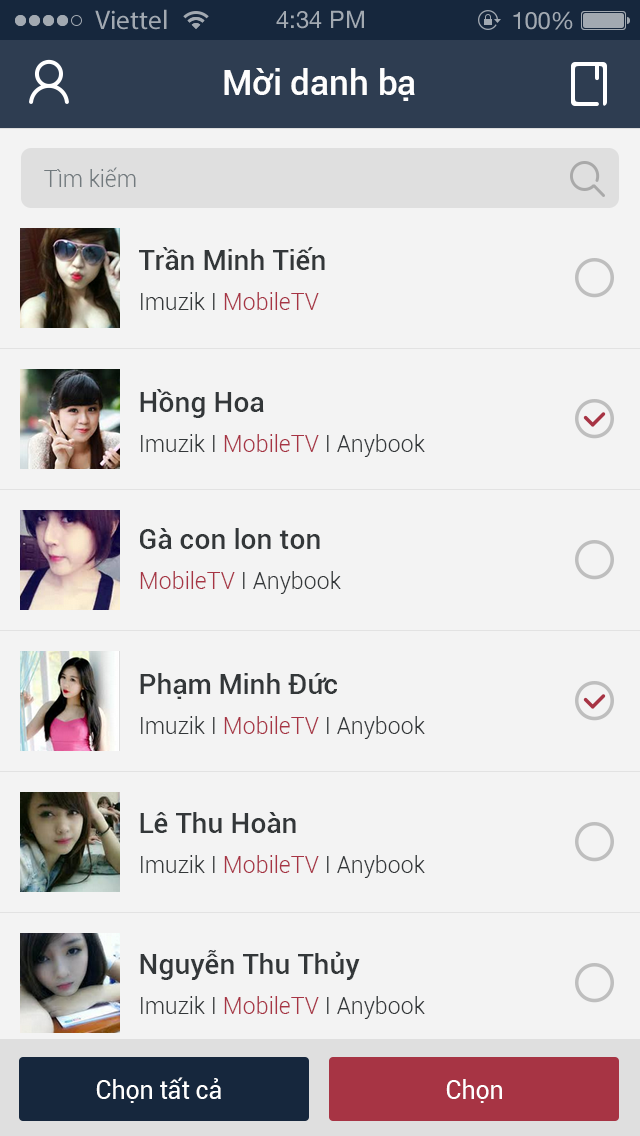 Viettel 4:34 PM 100%
Mời danh bạ
Tìm kiếm
Trần Minh Tiến
Imuzik I MobileTV
Hồng Hoa
Imuzik I MobileTV I Anybook
Gà con lon ton
MobileTV I Anybook
Phạm Minh Đức
Imuzik I MobileTV I Anybook
Lê Thu Hoàn
Imuzik I MobileTV I Anybook
Nguyễn Thu Thủy
Imuzik I MobileTV I Anybook
Chọn tất cả Chọn